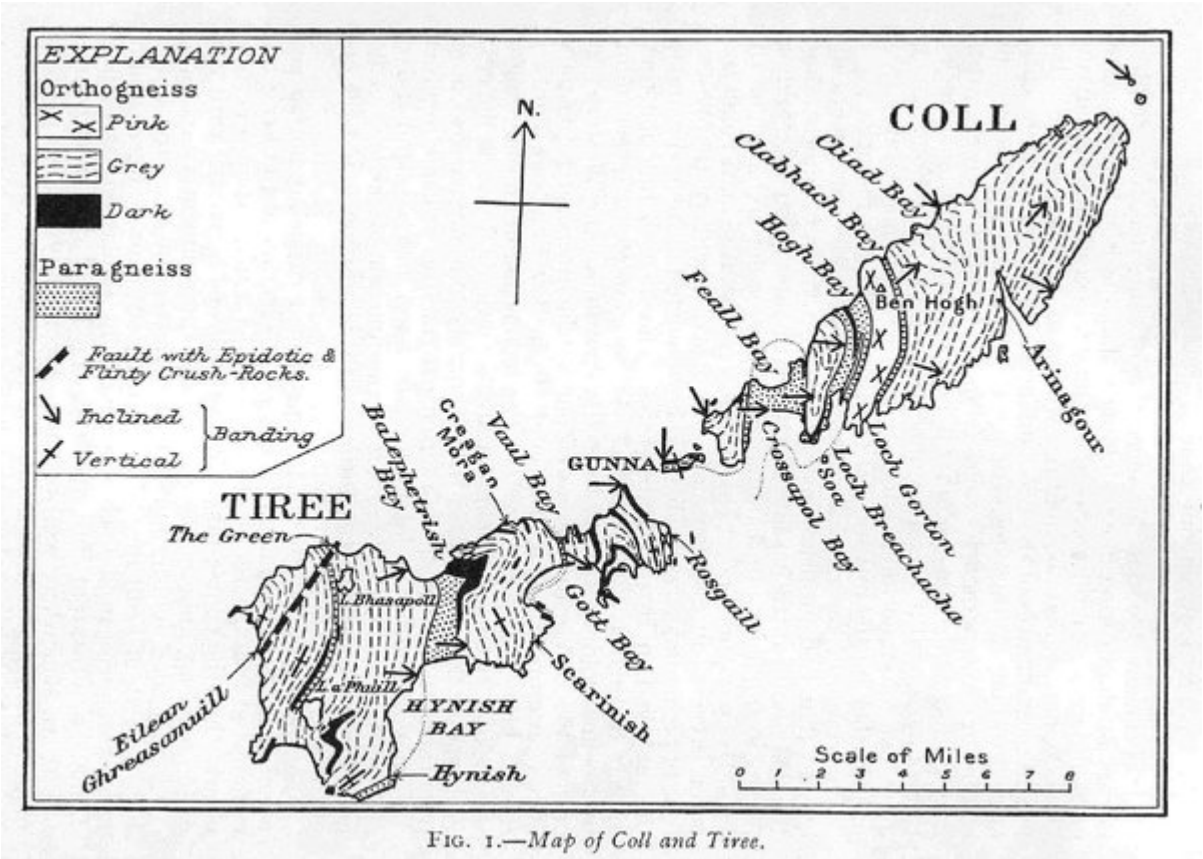 EXPLANATION
Orthogneiss
Pink
Grey
Dark
Paragneiss
Fault with Epidotic &
Flinty Crush-Rocks.
Inclined
Banding
Vertical
N.
COLL
Cliad Bay
Clabhach Bay
Hogh Bay
Feall Bay
Ben Hogh
Arinagour
Loch Gorton
Loch Breachacha
Soa
Crossapol Bay
GUNNA
TIREE
The Green
Balephetrish
Bay
Creagan
Mora
Vaul Bay
Rosgaill
Gott Bay
Scarinish
L. Bhasapoll
L. a Phuill
HYNISH
BAY
Hynish
Eilean
Ghreasamuill
Scale of Miles
0 1 2 3 4 5 6 7 8
FIG. 1.—Map of Coll and Tiree.